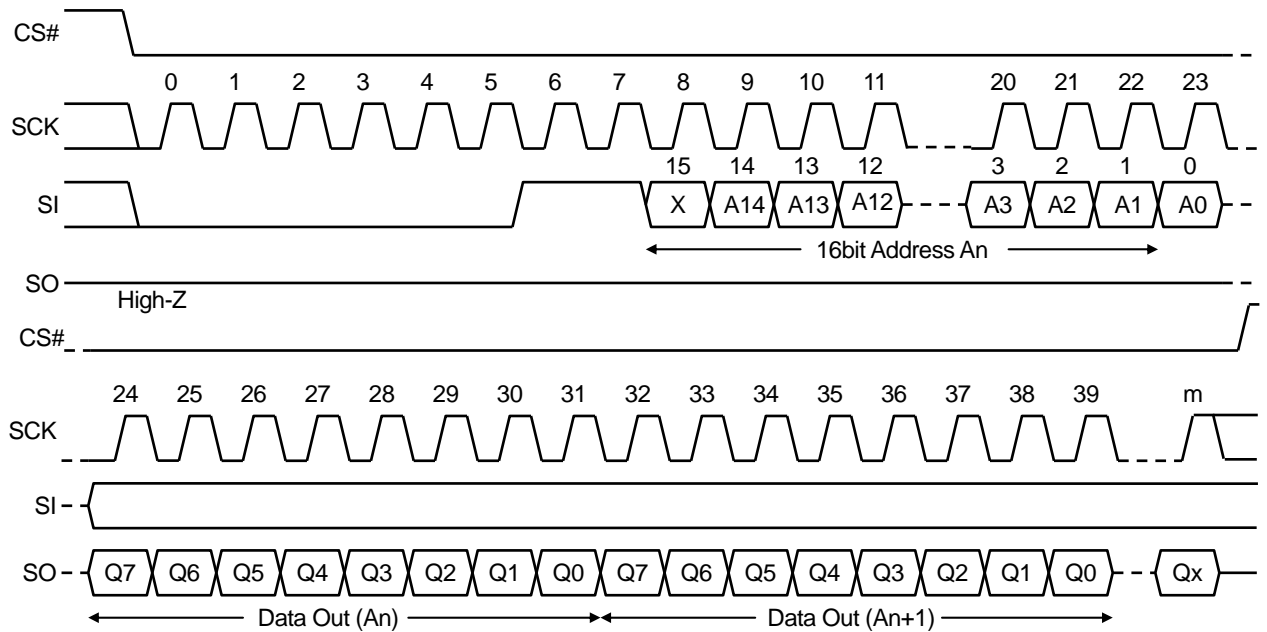 CS#
0 1 2 3 4 5 6 7 8 9 10 11 20 21 22 23
SCK
15 14 13 12 3 2 1 0
SI X A14 A13 A12 A3 A2 A1 A0
16bit Address An
SO
High-Z
CS#
24 25 26 27 28 29 30 31 32 33 34 35 36 37 38 39 m
SCK
SI
SO Q7 Q6 Q5 Q4 Q3 Q2 Q1 Q0 Q7 Q6 Q5 Q4 Q3 Q2 Q1 Q0 Qx
Data Out (An) Data Out (An+1)